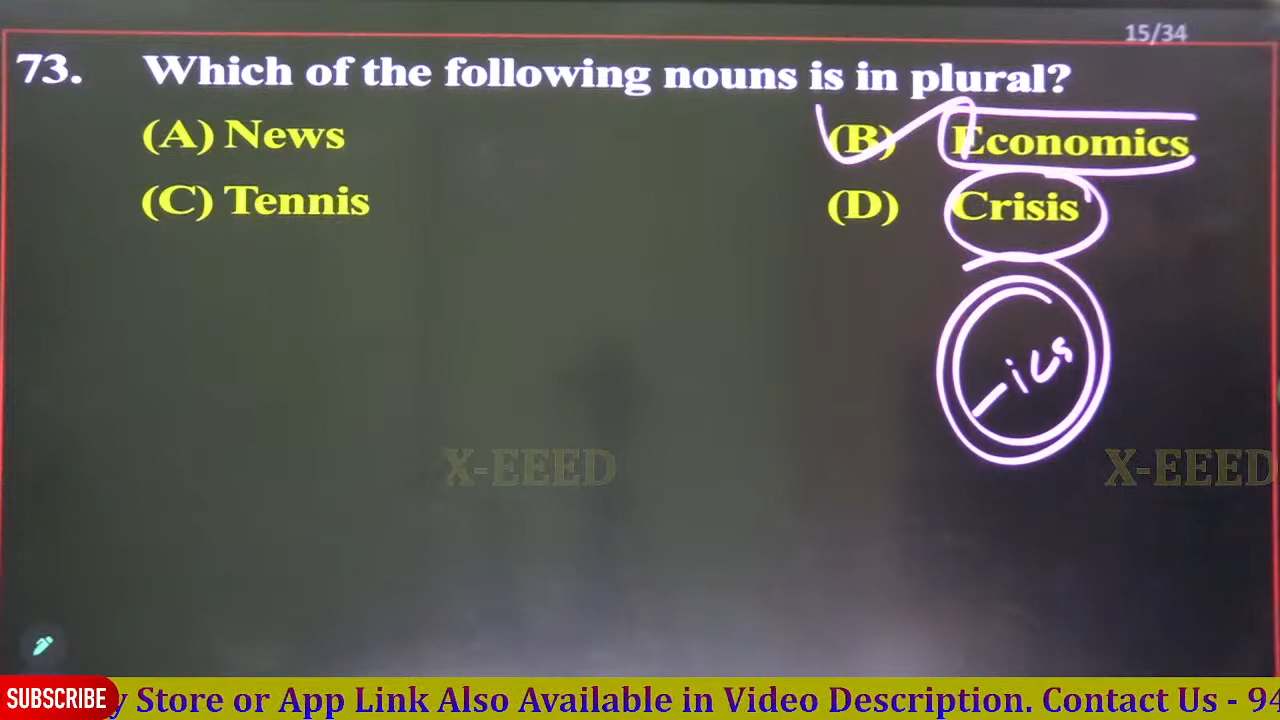 15/34
73. Which of the following nouns is in plural?
(A) News (B) Economics
(C) Tennis (D) Crisis
-ics
X-EEED X-EEED
SUBSCRIBE y Store or App Link Also Available in Video Description. Contact Us - 94